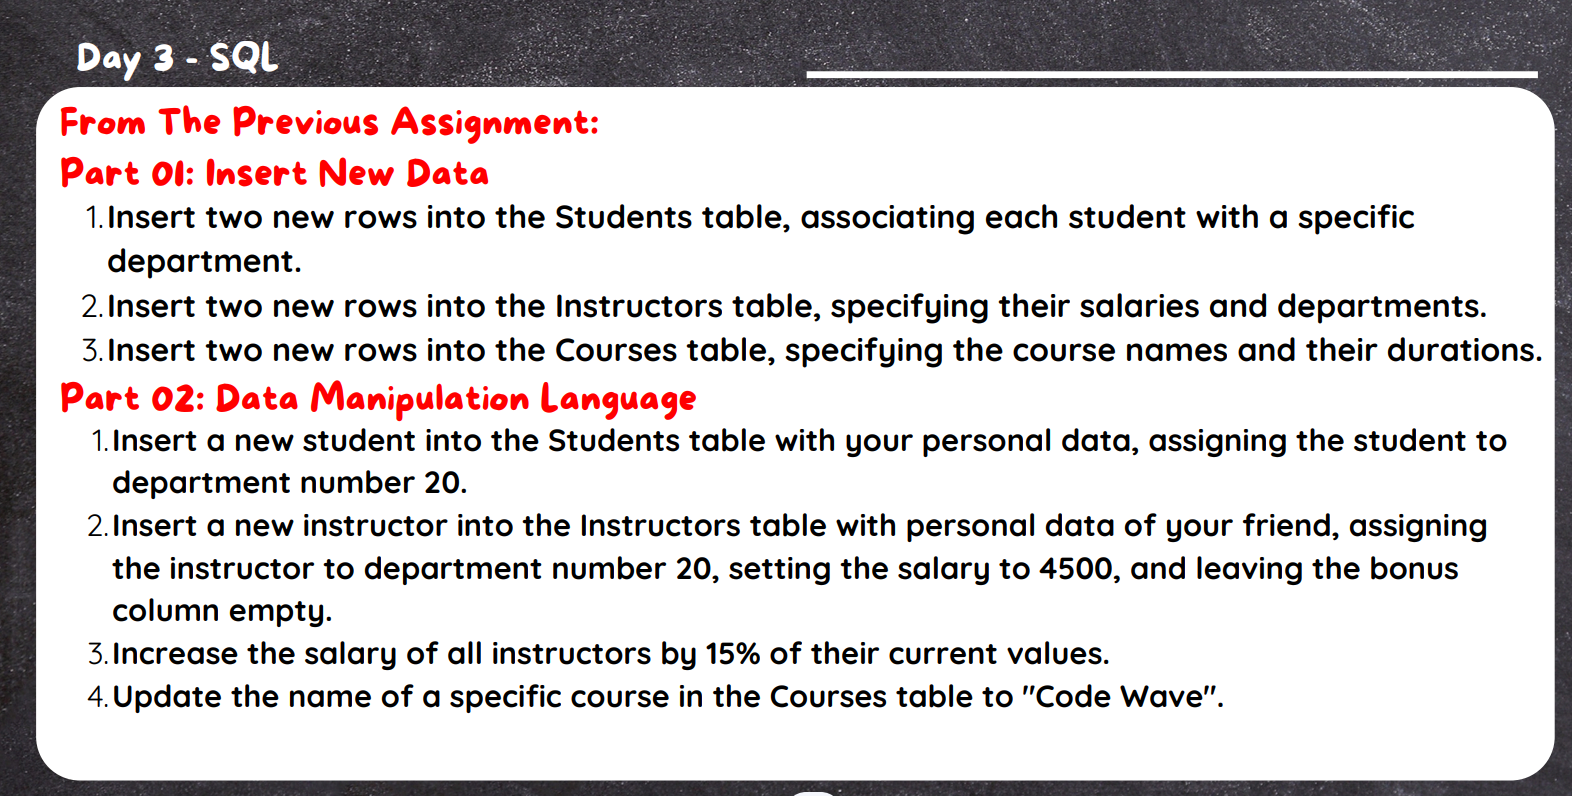 Day 3 - SQL
From The Previous Assignment:
Part 01: Insert New Data
1. Insert two new rows into the Students table, associating each student with a specific
department.
2. Insert two new rows into the Instructors table, specifying their salaries and departments.
3. Insert two new rows into the Courses table, specifying the course names and their durations.
Part 02: Data Manipulation Language
1. Insert a new student into the Students table with your personal data, assigning the student to
department number 20.
2. Insert a new instructor into the Instructors table with personal data of your friend, assigning
the instructor to department number 20, setting the salary to 4500, and leaving the bonus
column empty.
3. Increase the salary of all instructors by 15% of their current values.
4. Update the name of a specific course in the Courses table to "Code Wave".